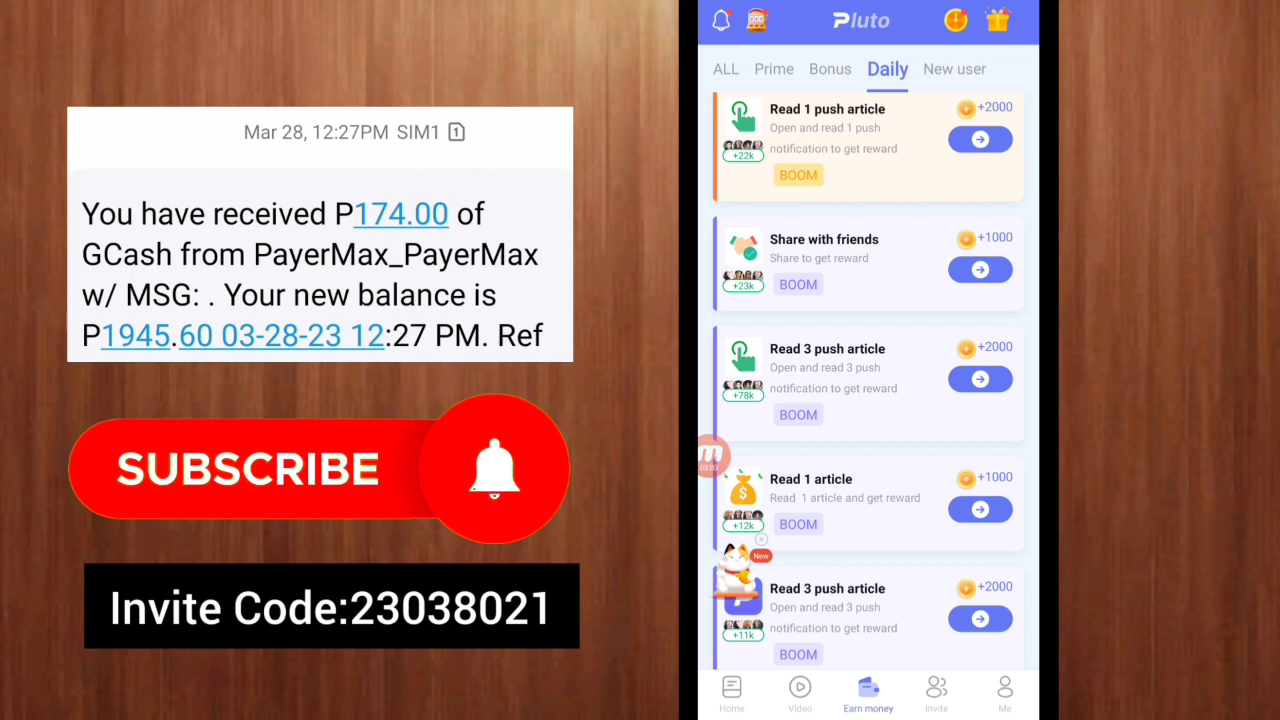 Mar 28, 12:27PM SIM1 1
You have received P174.00 of
GCash from PayerMax_PayerMax
w/ MSG: . Your new balance is
P1945.60 03-28-23 12:27 PM. Ref
SUBSCRIBE
Invite Code:23038021
Pluto
ALL Prime Bonus Daily New user
Read 1 push article
+2000
Open and read 1 push
notification to get reward
+22k
BOOM
Share with friends
+1000
Share to get reward
+23k
BOOM
Read 3 push article
+2000
Open and read 3 push
notification to get reward
+78k
BOOM
03:03
Read 1 article
+1000
Read 1 article and get reward
+12k
BOOM
New
Read 3 push article
+2000
Open and read 3 push
notification to get reward
+11k
BOOM
Home Video Earn money Invite Me